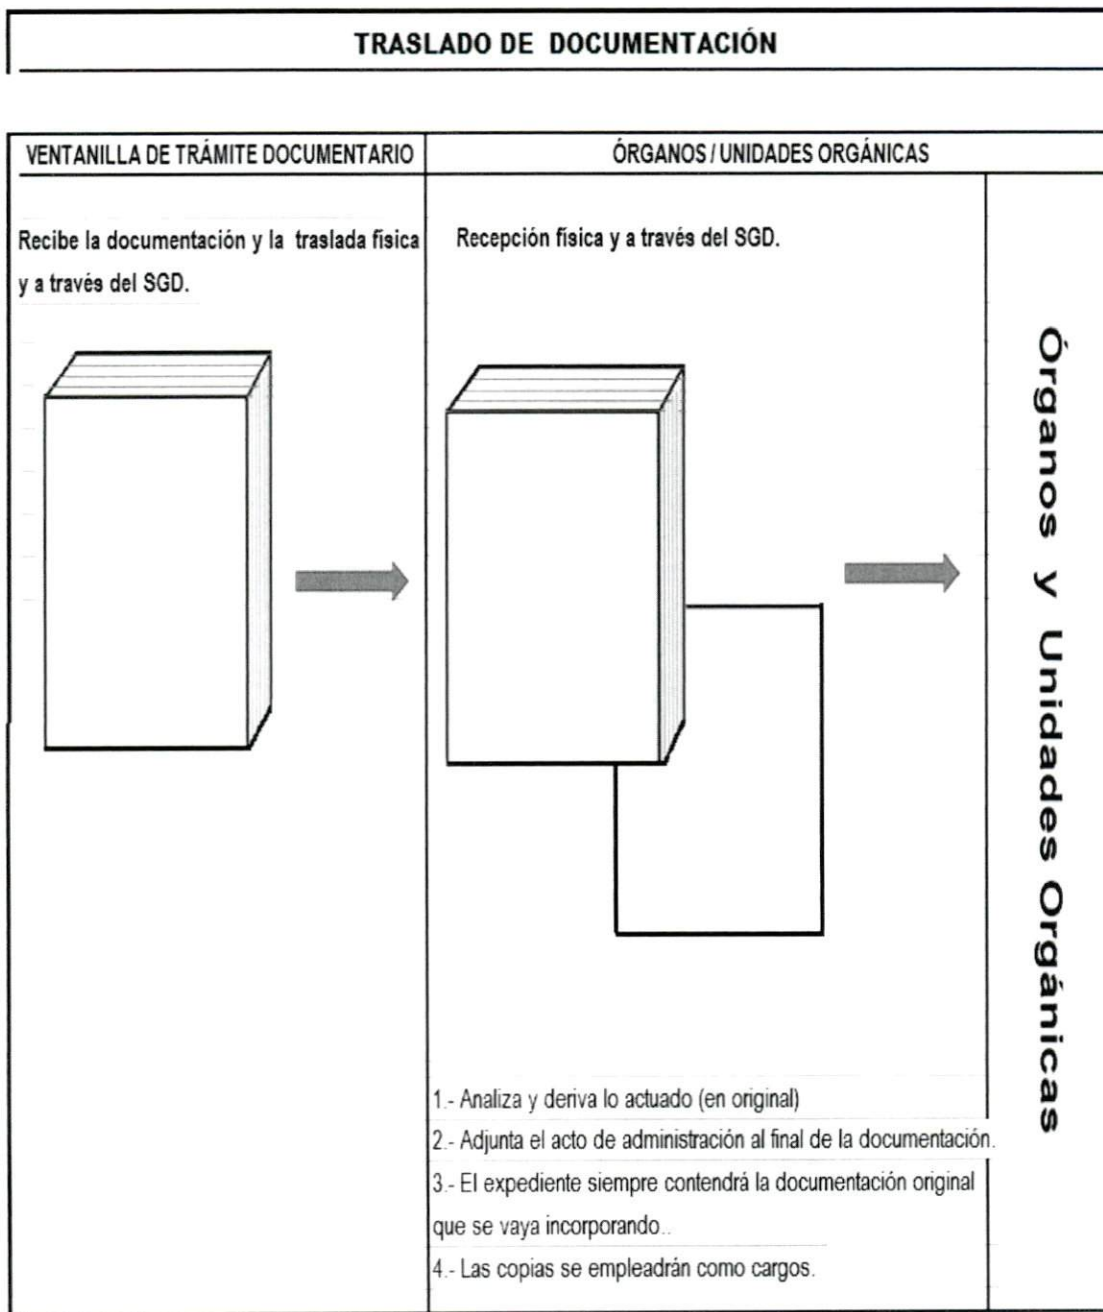 TRASLADO DE DOCUMENTACIÓN
VENTANILLA DE TRÁMITE DOCUMENTARIO
ÓRGANOS / UNIDADES ORGÁNICAS
Recibe la documentación y la traslada física
y a través del SGD.
Recepción física y a través del SGD.
Órganos y Unidades Orgánicas
1.- Analiza y deriva lo actuado (en original)
2.- Adjunta el acto de administración al final de la documentación.
3.- El expediente siempre contendrá la documentación original
que se vaya incorporando..
4.- Las copias se empleadrán como cargos.